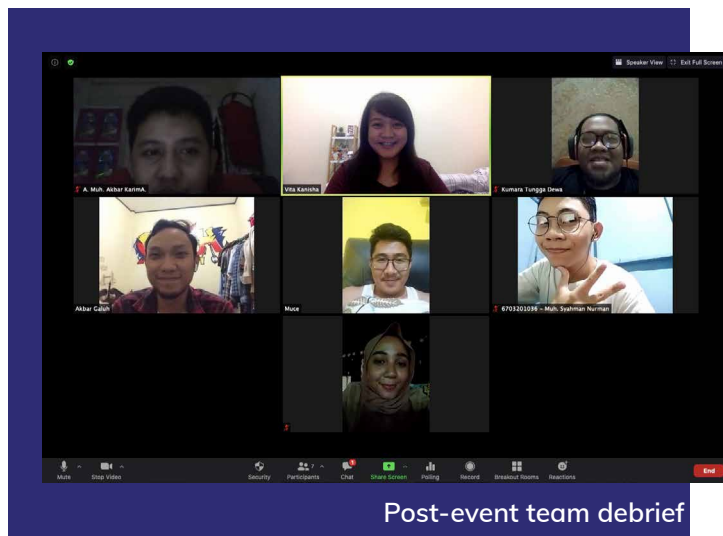 Speaker View
Exit Full Screen
A. Muh. Akbar KarimA.
Vita Kanisha
Kumara Tungga Dewa
Akbar Galuh
Muce
6703201036 - Muh. Syahman Nurman
Mute
Stop Video
Security
7
Participants
1
Chat
Share Screen
Polling
Record
Breakout Rooms
Reactions
End
Post-event team debrief